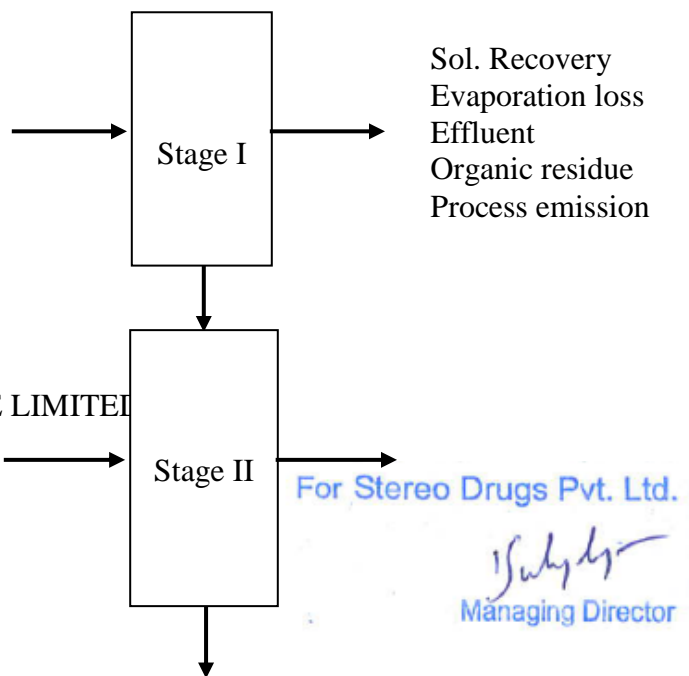 Sol. Recovery
Evaporation loss
Effluent
Organic residue
Process emission
Stage I
E LIMITED
Stage II
For Stereo Drugs Pvt. Ltd.
Managing Director